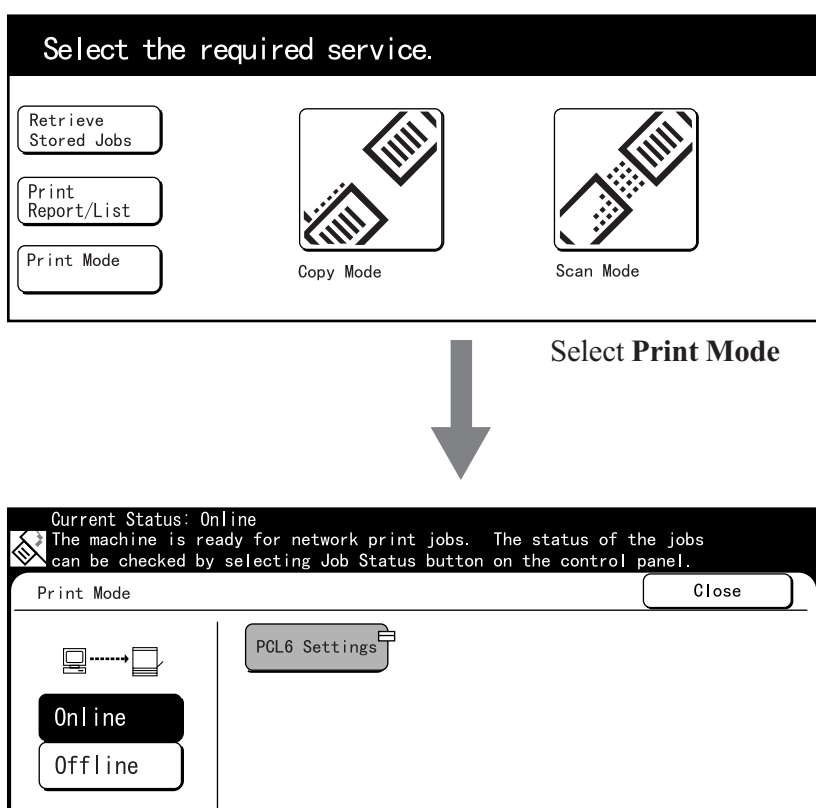 Select the required service.
Retrieve
Stored Jobs
Print
Report/List
Print Mode
Copy Mode
Scan Mode
Select Print Mode
Current Status: Online
The machine is ready for network print jobs. The status of the jobs
can be checked by selecting Job Status button on the control panel.
Print Mode
Close
PCL6 Settings
Online
Offline